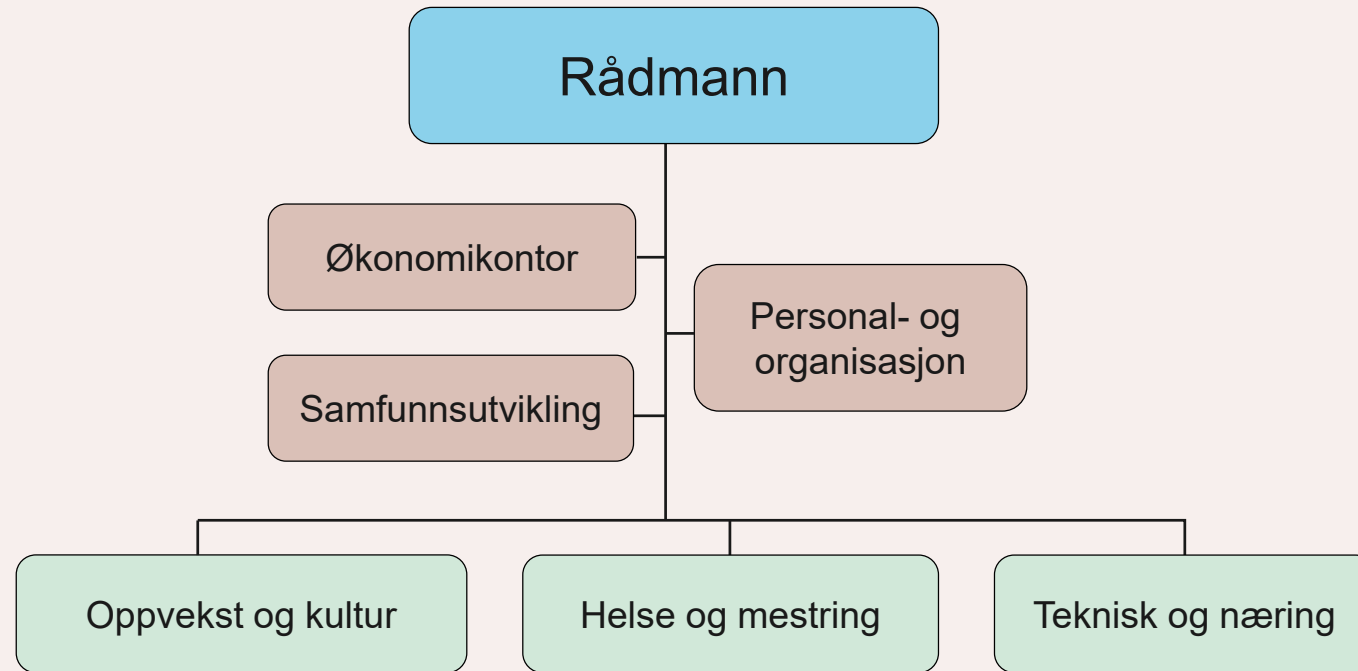 Rådmann
Økonomikontor
Personal- og
organisasjon
Samfunnsutvikling
Oppvekst og kultur
Helse og mestring
Teknisk og næring